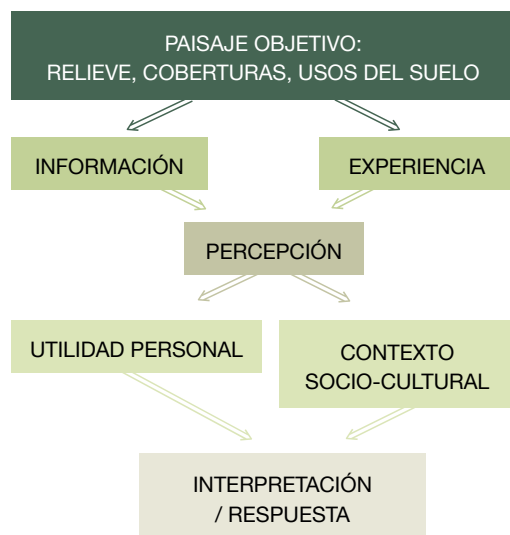 PAISAJE OBJETIVO:
RELIEVE, COBERTURAS, USOS DEL SUELO
INFORMACIÓN
EXPERIENCIA
PERCEPCIÓN
UTILIDAD PERSONAL
CONTEXTO
SOCIO-CULTURAL
INTERPRETACIÓN
/ RESPUESTA